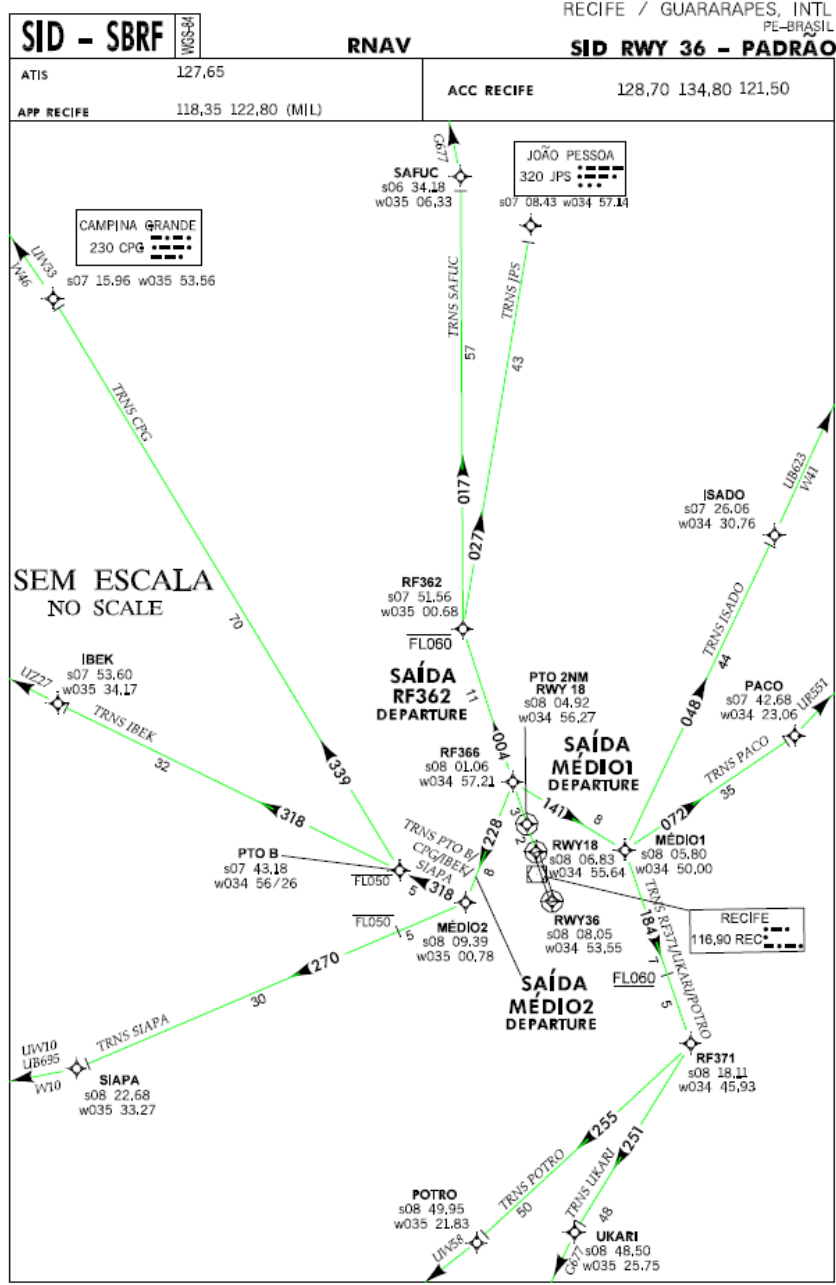 RECIFE / GUARARAPES, INTL
PE-BRASIL
SID - SBRF
WGS-84
RNAV
SID RWY 36 - PADRÃO
ATIS 127,65
APP RECIFE 118,35 122,80 (MIL)
ACC RECIFE 128,70 134,80 121,50
G677
SAFUC
s06 34.18
w035 06,33
JOÃO PESSOA
320 JPS
s07 08.43 w034 57.14
CAMPINA GRANDE
230 CPG
s07 15.96 w035 53.56
UW33
W46
TRNS SAFUC
57
TRNS JPS
43
TRNS CPG
70
017
027
UB623
W41
ISADO
s07 26.06
w034 30.76
TRNS ISADO
44
048
SEM ESCALA
NO SCALE
RF362
s07 51.56
w035 00.68
FL060
SAÍDA
RF362
DEPARTURE
11
004
IBEK
s07 53.60
w035 34.17
UZ27
TRNS IBEK
32
318
339
PTO 2NM
RWY 18
s08 04.92
w034 56.27
PACO
s07 42.68
w034 23.06
UR551
TRNS PACO
35
072
RF366
s08 01.06
w034 57.21
SAÍDA
MÉDIO1
DEPARTURE
141
8
3
2
228
8
TRNS PTO B/
CPG/IBEK/
SIAPA
PTO B
s07 43.18
w034 56/26
FL050
5
318
RWY18
s08 06.83
w034 55.64
MÉDIO1
s08 05.80
w034 50,00
RWY36
s08 08.05
w034 53,55
RECIFE
116,90 REC
MÉDIO2
s08 09.39
w035 00,78
FL050
5
270
30
TRNS SIAPA
SAÍDA
MÉDIO2
DEPARTURE
184
7
TRNS RF371/UKARI/POTRO
FL060
5
UW10
UB695
W10
SIAPA
s08 22.68
w035 33.27
RF371
s08 18.11
w034 45,93
255
251
TRNS POTRO
50
TRNS UKARI
48
POTRO
s08 49.95
w035 21.83
UW58
UKARI
s08 48,50
w035 25.75
G677